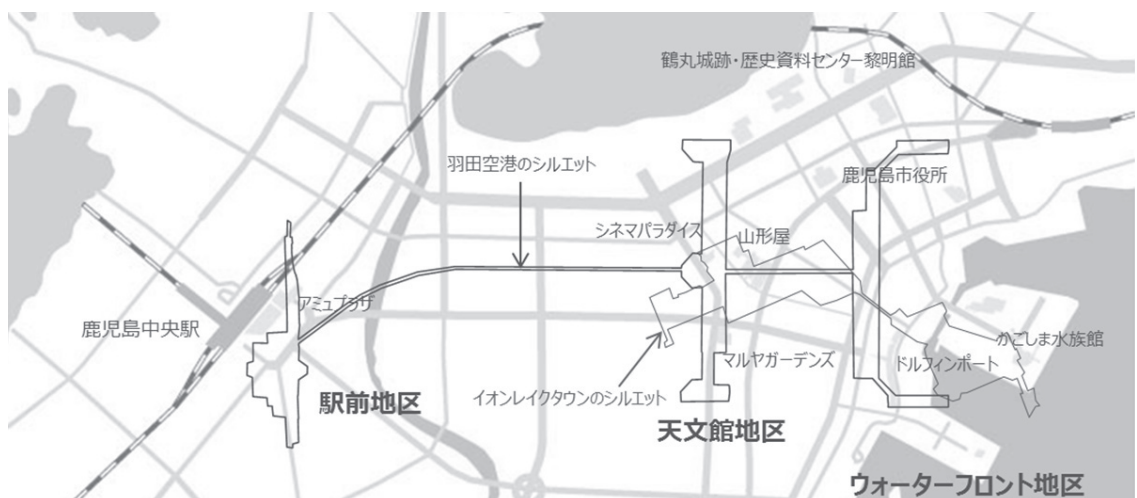 鶴丸城跡・歴史資料センター黎明館
羽田空港のシルエット
鹿児島市役所
シネマパラダイス
山形屋
アミュプラザ
鹿児島中央駅
かごしま水族館
マルヤガーデンズ
ドルフィンポート
イオンレイクタウンのシルエット
駅前地区
天文館地区
ウォーターフロント地区